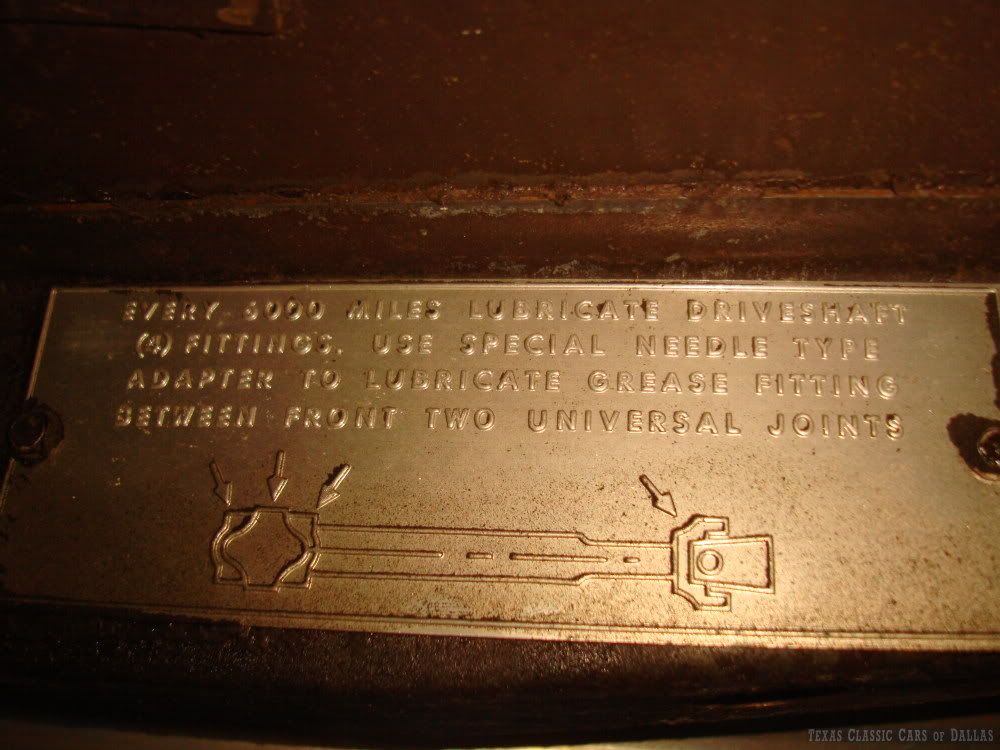 EVERY 6000 MILES LUBRICATE DRIVESHAFT
(4) FITTINGS. USE SPECIAL NEEDLE TYPE
ADAPTER TO LUBRICATE GREASE FITTING
BETWEEN FRONT TWO UNIVERSAL JOINTS
TEXAS CLASSIC CARS OF DALLAS